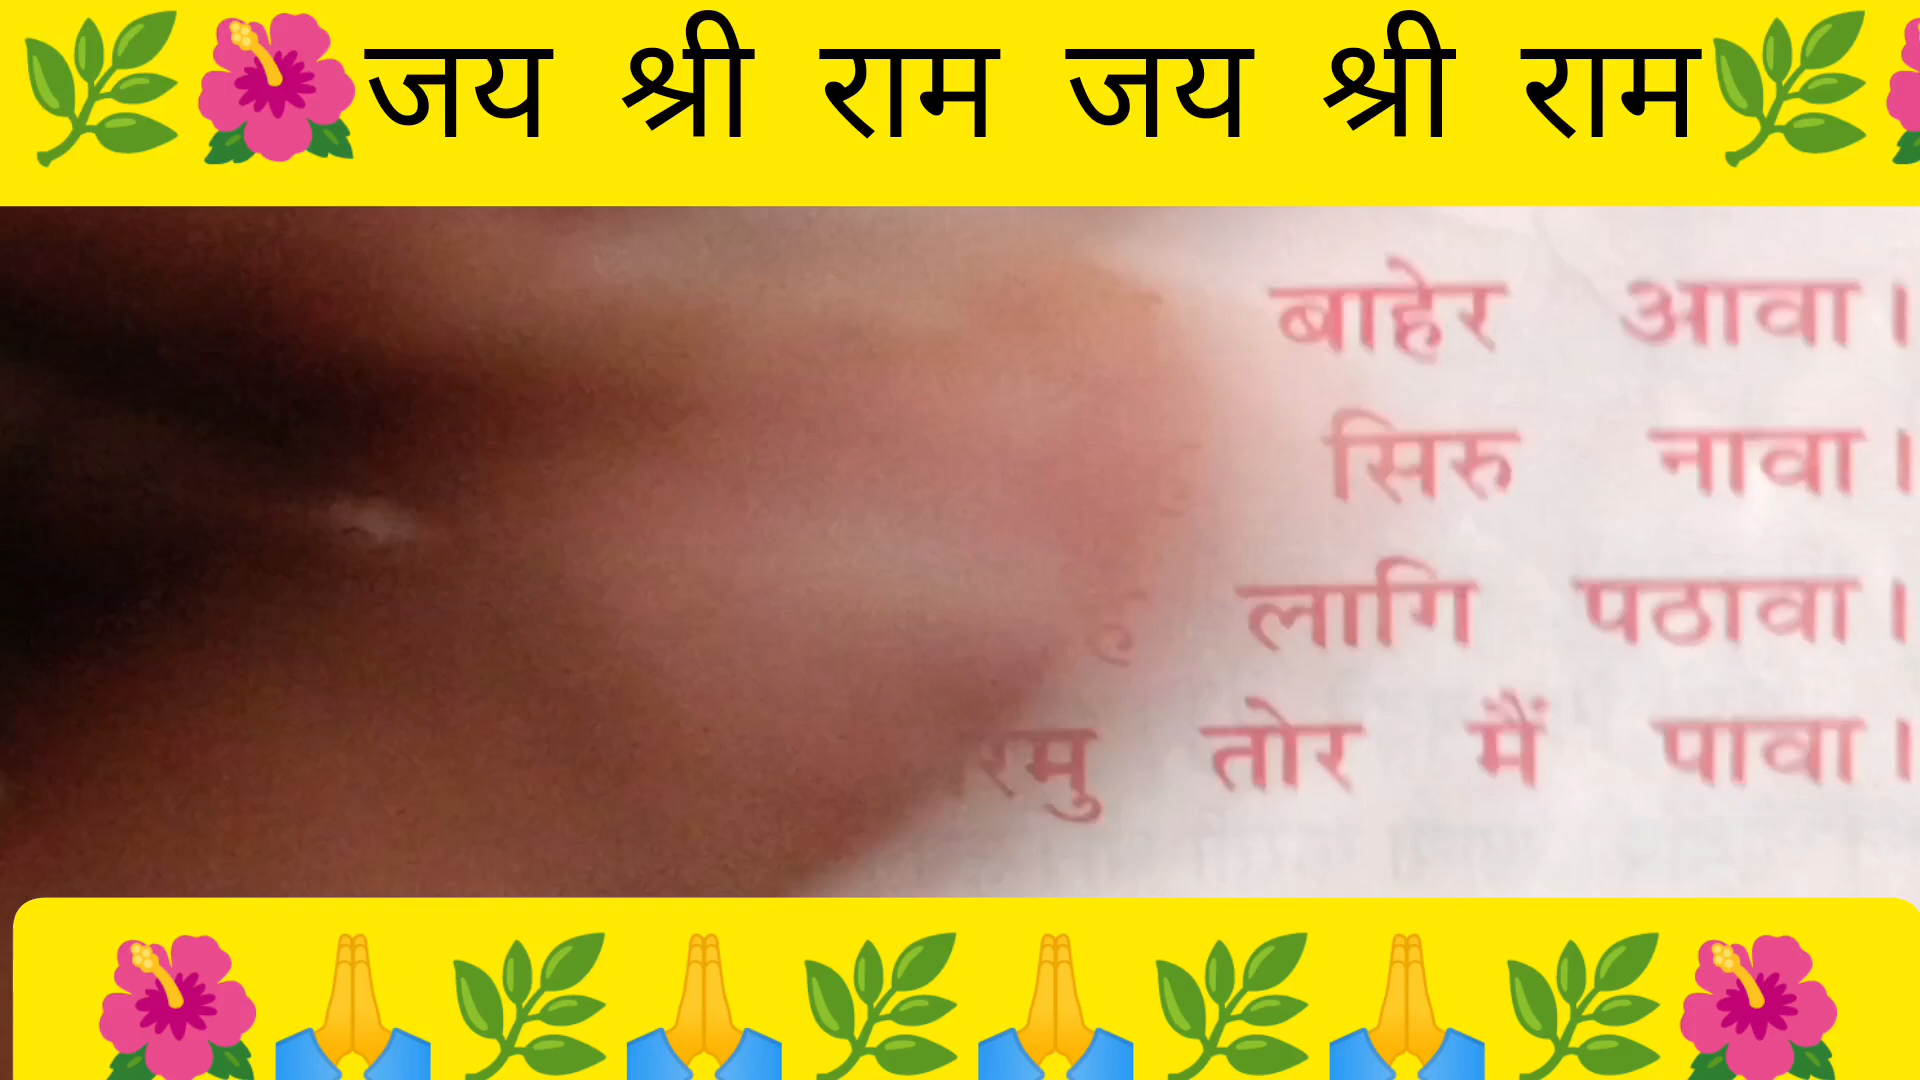 जय श्री राम जय श्री राम
बाहेर आवा।
सिरु नावा।
लागि पठावा।
तोर मैं पावा।